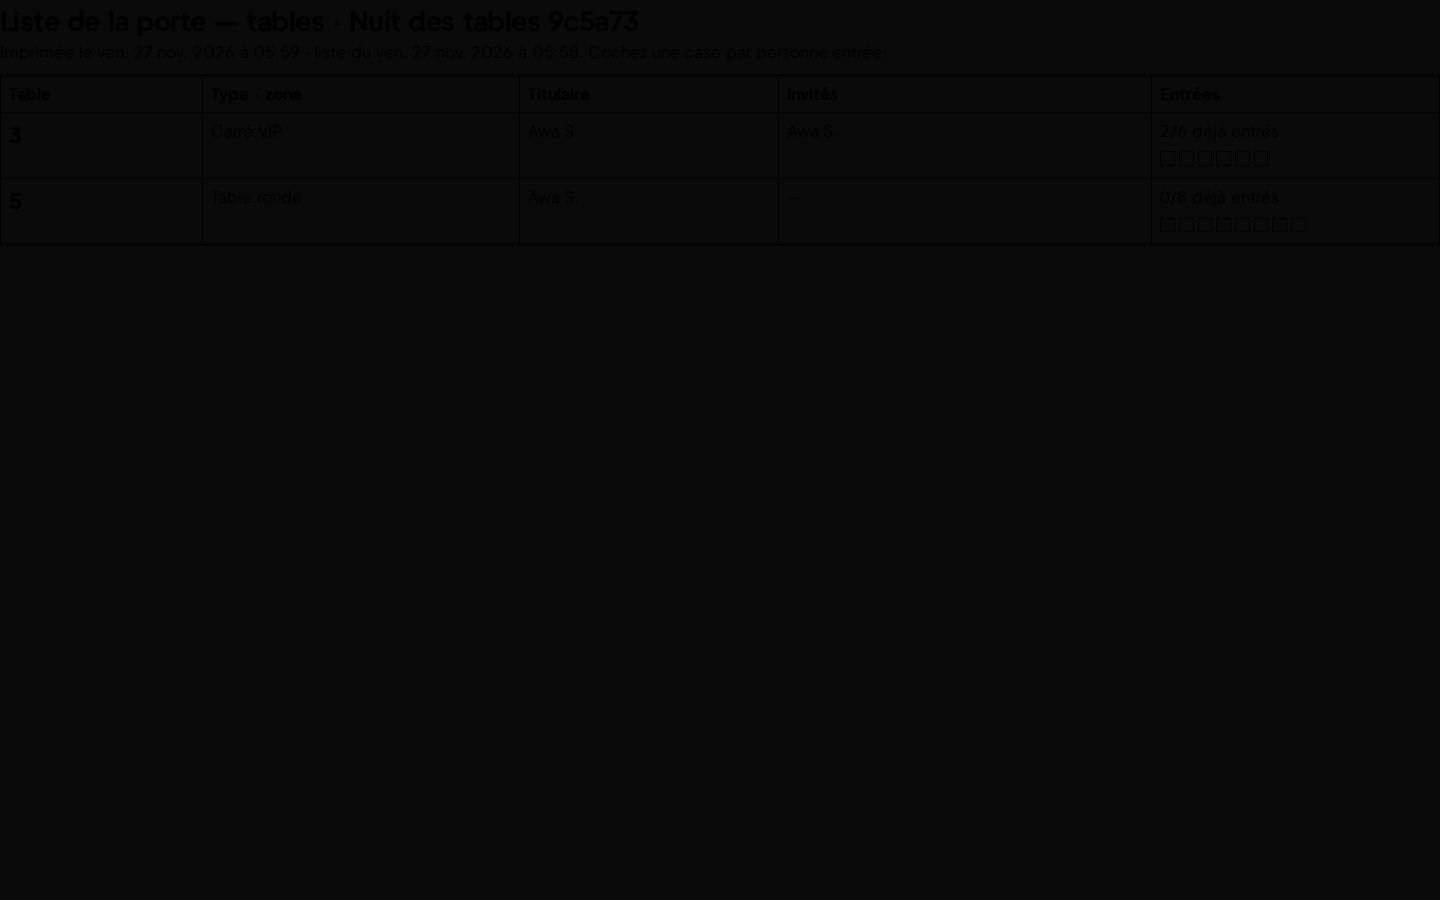 Liste de la porte — tables · Nuit des tables 9c5a73
Imprimée le ven. 27 nov. 2026 à 05:59 · liste du ven. 27 nov. 2026 à 05:58. Cochez une case par personne entrée.
Table Type · zone Titulaire Invités Entrées
3 Carré VIP Awa S. Awa S. 2/6 déjà entrés
5 Table ronde Awa S. — 0/8 déjà entrés